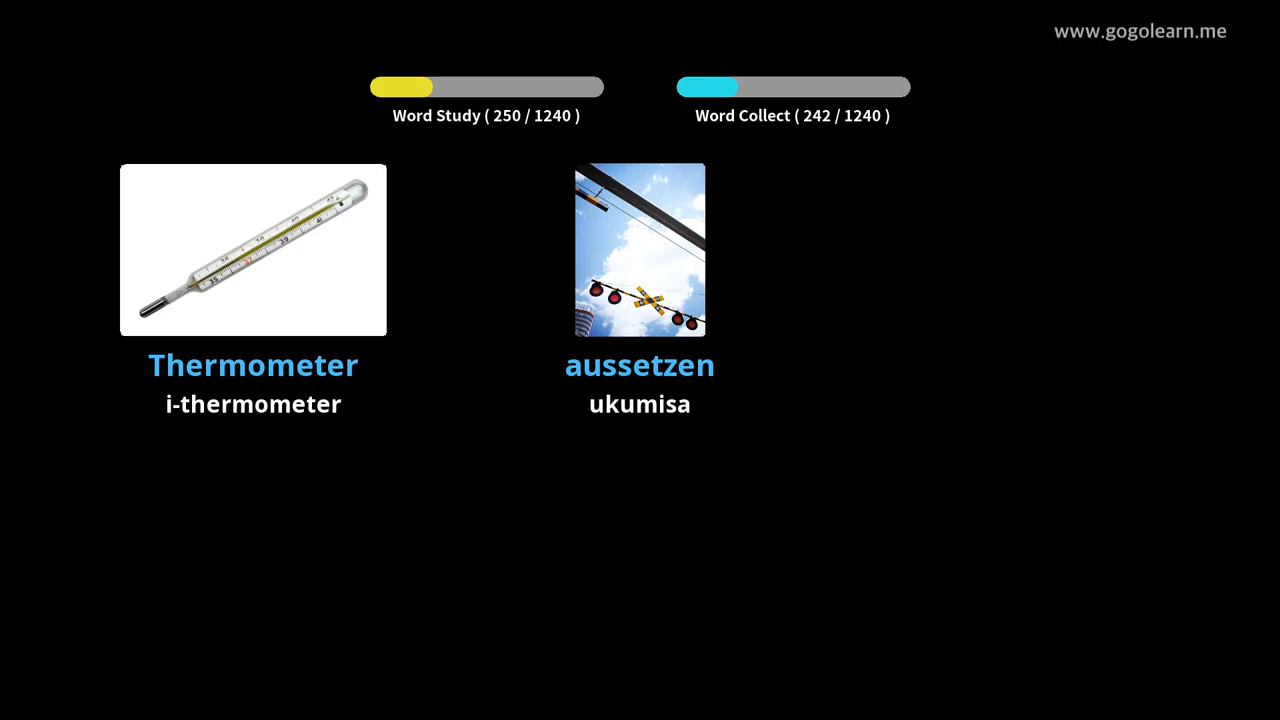 www.gogolearn.me
Word Study ( 250 / 1240 )
Word Collect ( 242 / 1240 )
Thermometer
i-thermometer
aussetzen
ukumisa